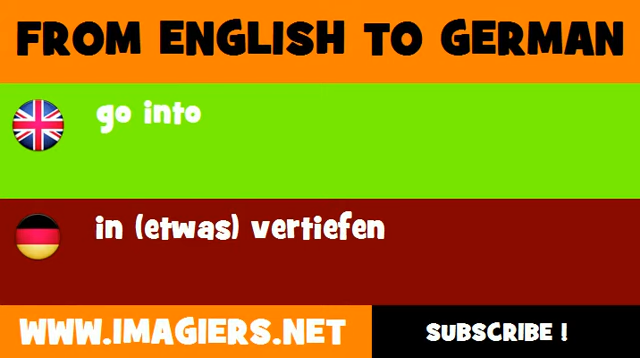 FROM ENGLISH TO GERMAN
go into
in (etwas) vertiefen
WWW.IMAGIERS.NET
SUBSCRIBE !